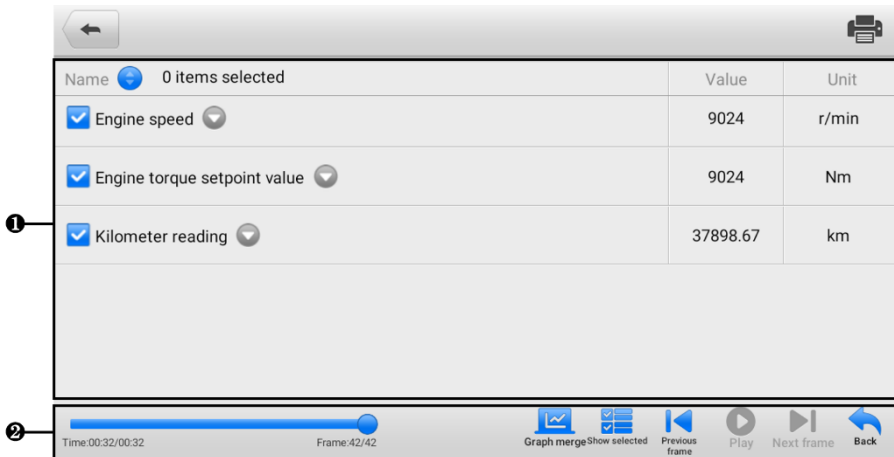 Name 0 items selected Value Unit
Engine speed 9024 r/min
Engine torque setpoint value 9024 Nm
❶
Kilometer reading 37898.67 km
❷
Time:00:32/00:32 Frame:42/42 Graph merge Show selected Previous frame Play Next frame Back